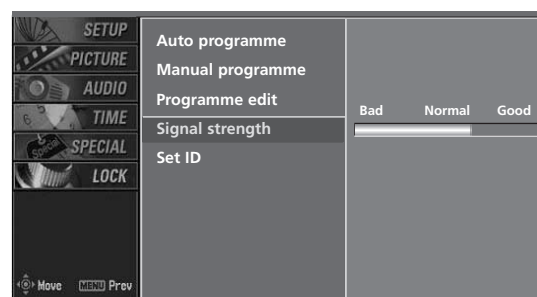 SETUP
PICTURE
AUDIO
TIME
SPECIAL
LOCK
Move MENU Prev
Auto programme
Manual programme
Programme edit
Signal strength
Set ID
Bad Normal Good